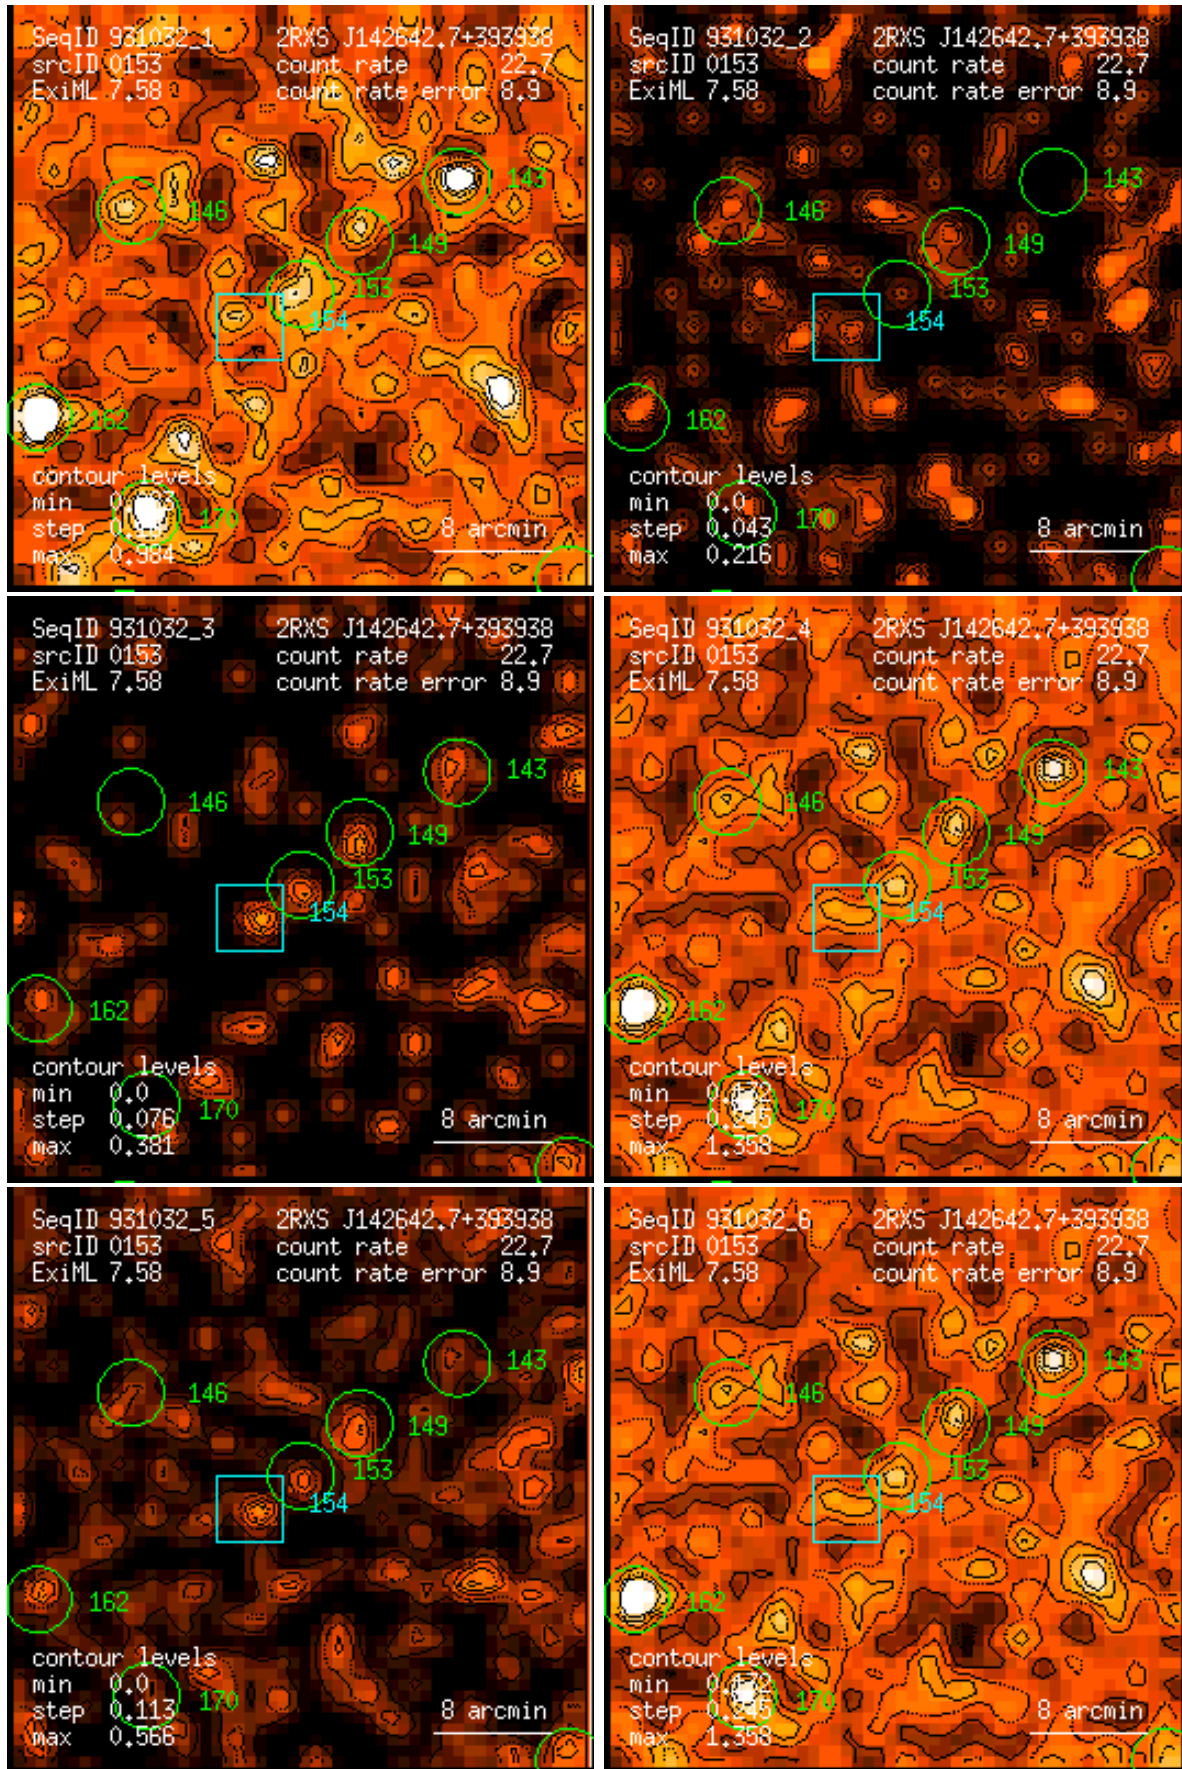 SeqID 931032_1 2RXS J142642.7+393938
srcID 0153 count rate 22.7
ExiML 7.58 count rate error 8.9
143
146
149
153
154
162
contour levels
min
step
max 0.984
170
8 arcmin
SeqID 931032_2 2RXS J142642.7+393938
srcID 0153 count rate 22.7
ExiML 7.58 count rate error 8.9
143
146
149
153
154
162
contour levels
min 0.0
step 0.043
max 0.216
170
8 arcmin
SeqID 931032_3 2RXS J142642.7+393938
srcID 0153 count rate 22.7
ExiML 7.58 count rate error 8.9
143
146
149
153
154
162
contour levels
min 0.0
step 0.076
max 0.381
170
8 arcmin
SeqID 931032_4 2RXS J142642.7+393938
srcID 0153 count rate 22.7
ExiML 7.58 count rate error 8.9
143
146
149
153
154
162
contour levels
min 0.172
step 0.245
max 1.358
170
8 arcmin
SeqID 931032_5 2RXS J142642.7+393938
srcID 0153 count rate 22.7
ExiML 7.58 count rate error 8.9
143
146
149
153
154
162
contour levels
min 0.0
step 0.113
max 0.566
170
8 arcmin
SeqID 931032_6 2RXS J142642.7+393938
srcID 0153 count rate 22.7
ExiML 7.58 count rate error 8.9
143
146
149
153
154
162
contour levels
min 0.172
step 0.245
max 1.358
170
8 arcmin